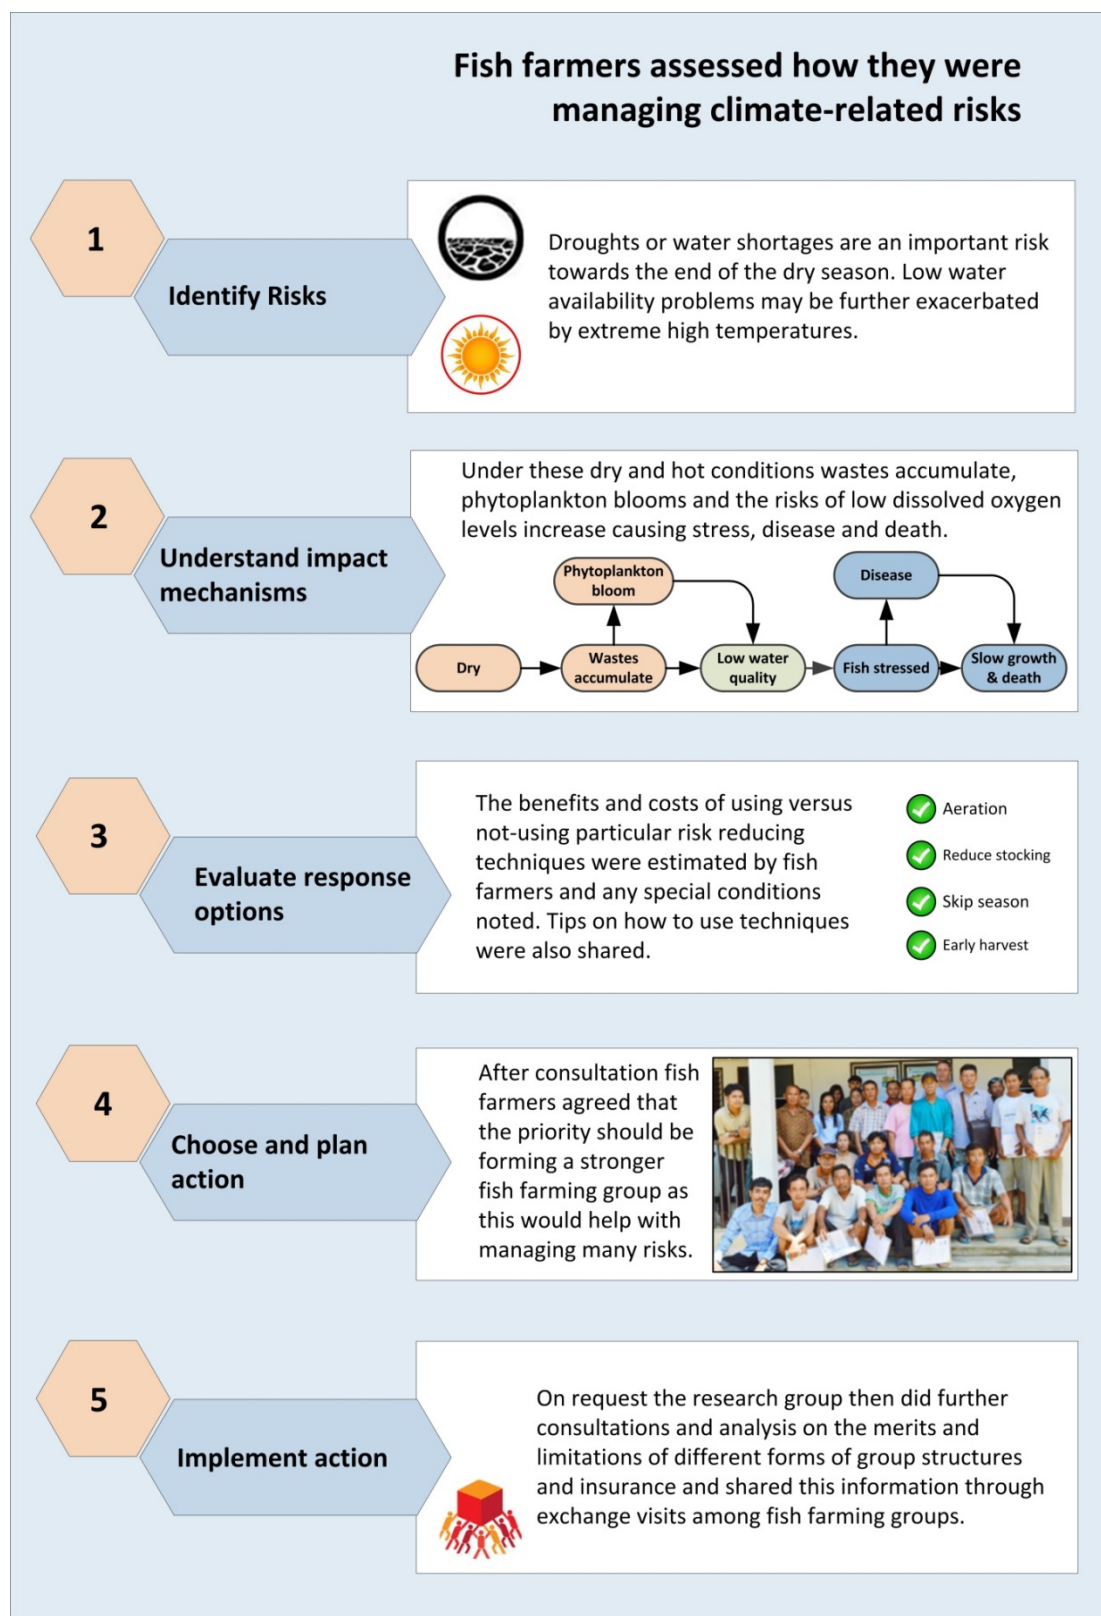 Fish farmers assessed how they were
managing climate-related risks
1
Identify Risks
Droughts or water shortages are an important risk
towards the end of the dry season. Low water
availability problems may be further exacerbated
by extreme high temperatures.
2
Understand impact
mechanisms
Under these dry and hot conditions wastes accumulate,
phytoplankton blooms and the risks of low dissolved oxygen
levels increase causing stress, disease and death.
Phytoplankton
bloom
Disease
Dry
Wastes
accumulate
Low water
quality
Fish stressed
Slow growth
& death
3
Evaluate response
options
The benefits and costs of using versus
not-using particular risk reducing
techniques were estimated by fish
farmers and any special conditions
noted. Tips on how to use techniques
were also shared.
Aeration
Reduce stocking
Skip season
Early harvest
4
Choose and plan
action
After consultation fish
farmers agreed that
the priority should be
forming a stronger
fish farming group as
this would help with
managing many risks.
5
Implement action
On request the research group then did further
consultations and analysis on the merits and
limitations of different forms of group structures
and insurance and shared this information through
exchange visits among fish farming groups.